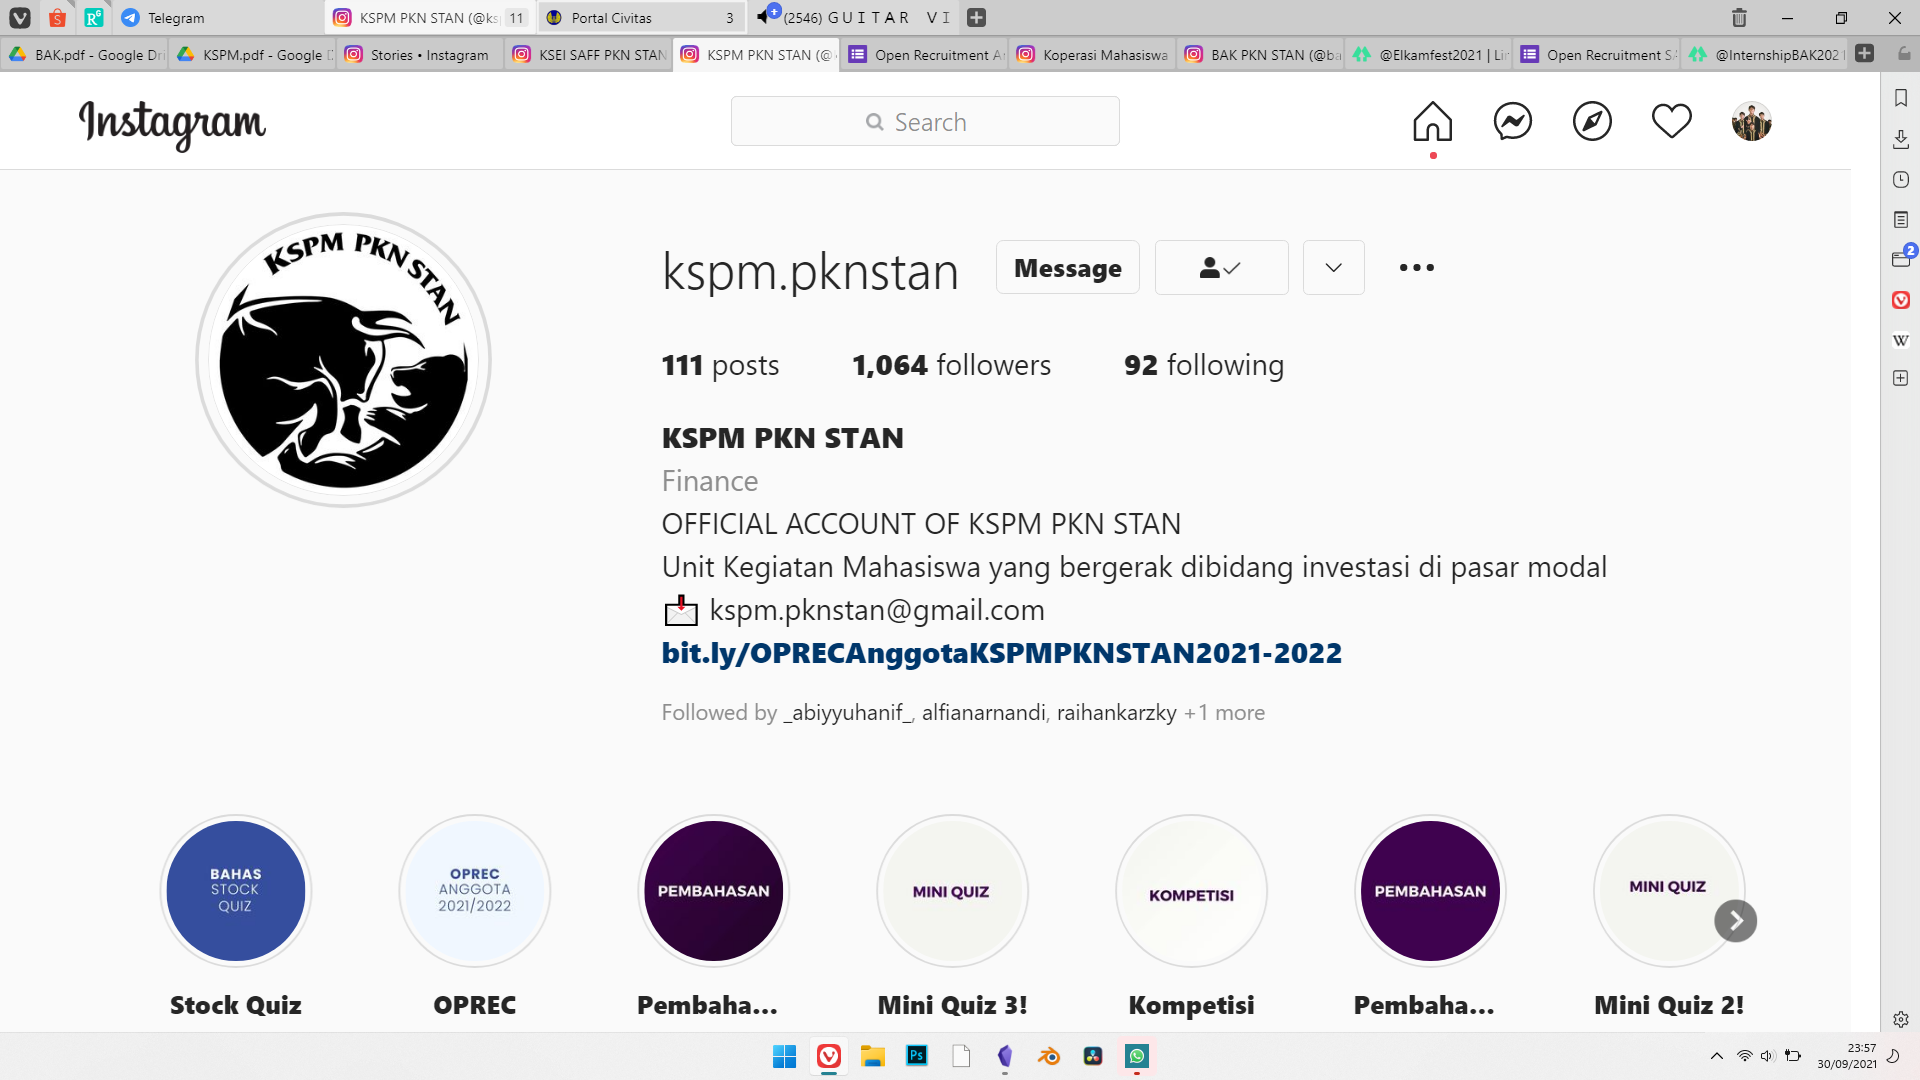 Telegram
KSPM PKN STAN (@ks
11
Portal Civitas
3
(2546) G U I T A R V I
BAK.pdf - Google Dri
KSPM.pdf - Google D
Stories • Instagram
KSEI SAFF PKN STAN
KSPM PKN STAN (@
Open Recruitment A
Koperasi Mahasiswa
BAK PKN STAN (@ba
@Elkamfest2021 | Lin
Open Recruitment SA
@InternshipBAK2021
Instagram
Search
2
KSPM PKN STAN
kspm.pknstan
Message
111 posts
1,064 followers
92 following
KSPM PKN STAN
Finance
OFFICIAL ACCOUNT OF KSPM PKN STAN
Unit Kegiatan Mahasiswa yang bergerak dibidang investasi di pasar modal
📩 kspm.pknstan@gmail.com
bit.ly/OPRECAnggotaKSPMPKNSTAN2021-2022
Followed by _abiyyuhanif_, alfianarnandi, raihankarzky +1 more
BAHAS
STOCK
QUIZ
OPREC
ANGGOTA
2021/2022
PEMBAHASAN
MINI QUIZ
KOMPETISI
PEMBAHASAN
MINI QUIZ
Stock Quiz
OPREC
Pembaha...
Mini Quiz 3!
Kompetisi
Pembaha...
Mini Quiz 2!
Ps
23:57
30/09/2021